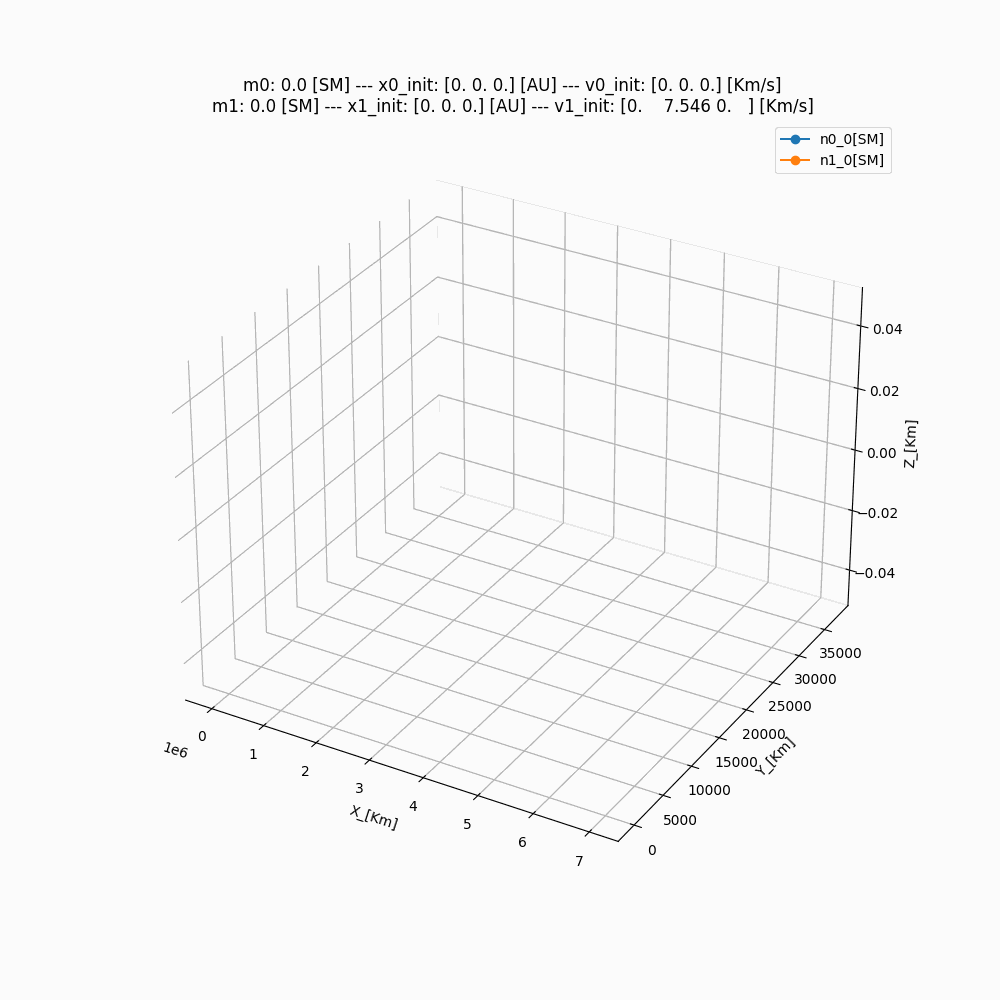 m0: 0.0 [SM] --- x0_init: [0. 0. 0.] [AU] --- v0_init: [0. 0. 0.] [Km/s]
m1: 0.0 [SM] --- x1_init: [0. 0. 0.] [AU] --- v1_init: [0.    7.546 0.   ] [Km/s]
n0_0[SM]
n1_0[SM]
0.04
0.02
0.00
−0.02
−0.04
Z_[Km]
35000
30000
25000
20000
15000
10000
5000
0
Y_[Km]
0
1
2
3
4
5
6
7
1e6
X_[Km]